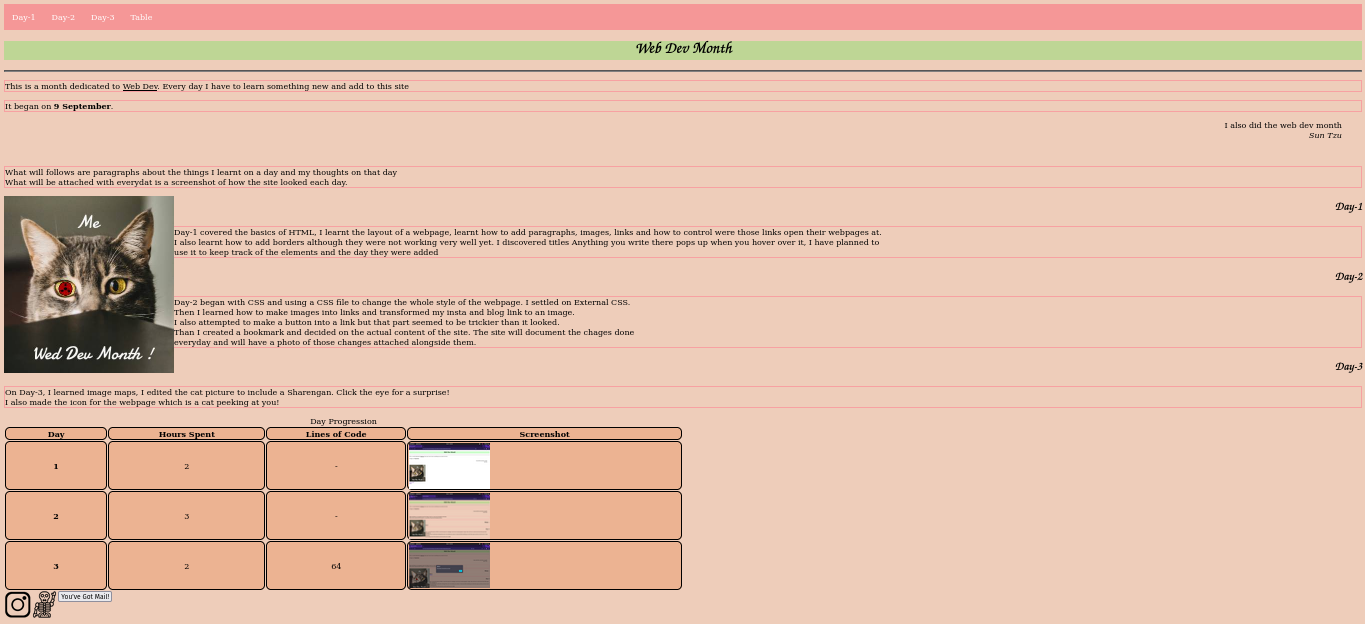 Day-1 Day-2 Day-3 Table
Web Dev Month
This is a month dedicated to Web Dev. Every day I have to learn something new and add to this site
It began on 9 September.
I also did the web dev month
Sun Tzu
What will follows are paragraphs about the things I learnt on a day and my thoughts on that day
What will be attached with everydat is a screenshot of how the site looked each day.
Me
Wed Dev Month !
Day-1
Day-1 covered the basics of HTML, I learnt the layout of a webpage, learnt how to add paragraphs, images, links and how to control were those links open their webpages at.
I also learnt how to add borders although they were not working very well yet. I discovered titles Anything you write there pops up when you hover over it, I have planned to
use it to keep track of the elements and the day they were added
Day-2
Day-2 began with CSS and using a CSS file to change the whole style of the webpage. I settled on External CSS.
Then I learned how to make images into links and transformed my insta and blog link to an image.
I also attempted to make a button into a link but that part seemed to be trickier than it looked.
Than I created a bookmark and decided on the actual content of the site. The site will document the chages done
everyday and will have a photo of those changes attached alongside them.
Day-3
On Day-3, I learned image maps, I edited the cat picture to include a Sharengan. Click the eye for a surprise!
I also made the icon for the webpage which is a cat peeking at you!
Day Progression
Day Hours Spent Lines of Code Screenshot
1 2 -
2 3 -
3 2 64
You've Got Mail!